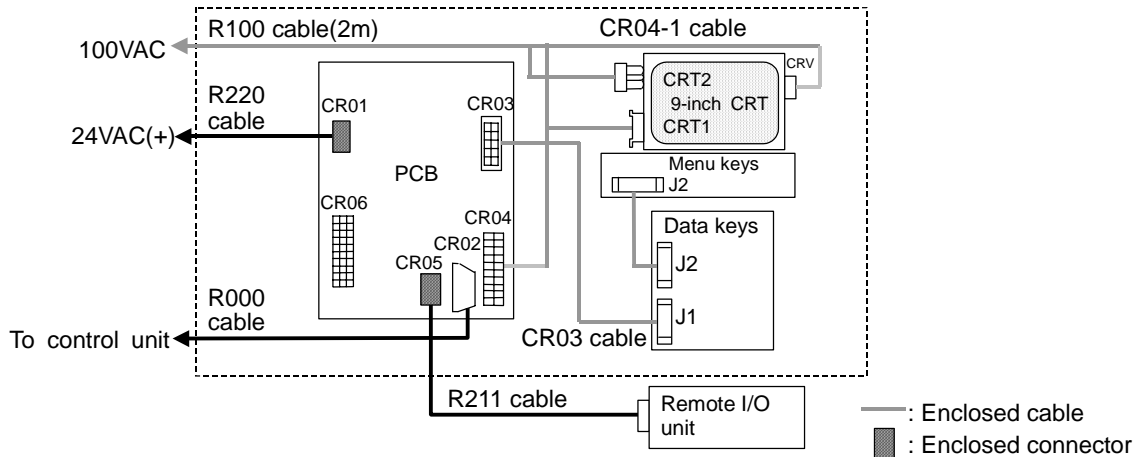 R100 cable(2m)
CR04-1 cable
100VAC
CRV
R220
cable
CR01
CR03
CRT2
9-inch CRT
CRT1
24VAC(+)
PCB
Menu keys
J2
CR06
CR04
Data keys
CR02
CR05
J2
R000
cable
J1
To control unit
CR03 cable
R211 cable
Remote I/O
unit
: Enclosed cable
: Enclosed connector